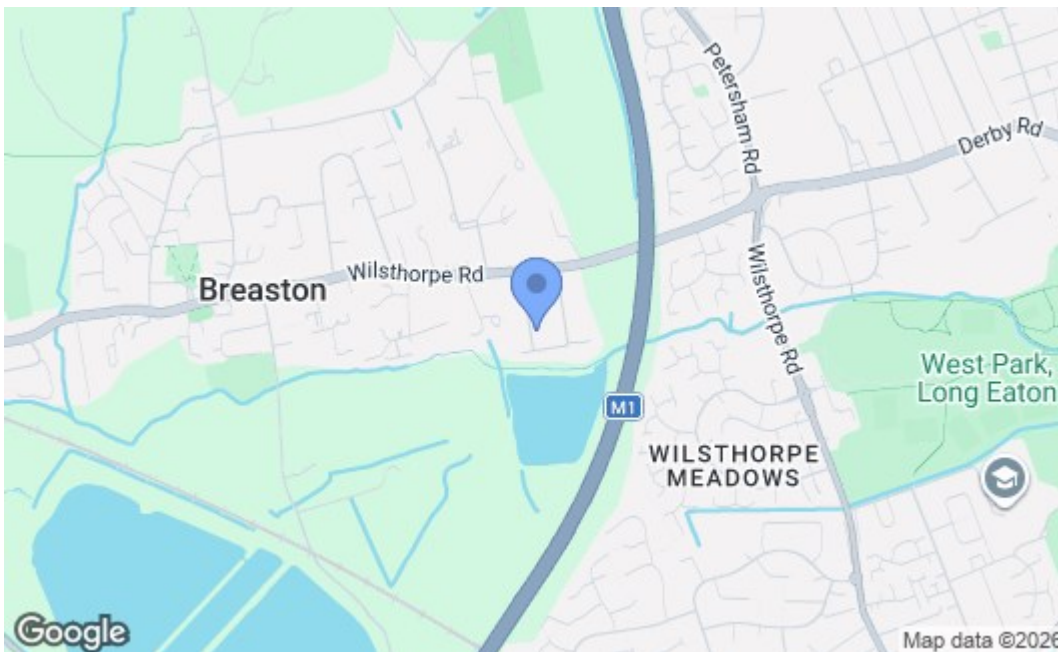 Petersham Rd
Derby Rd
Wilsthorpe Rd
Breaston
Wilsthorpe Rd
West Park,
Long Eaton
M1
WILSTHORPE
MEADOWS
Google
Map data ©2026